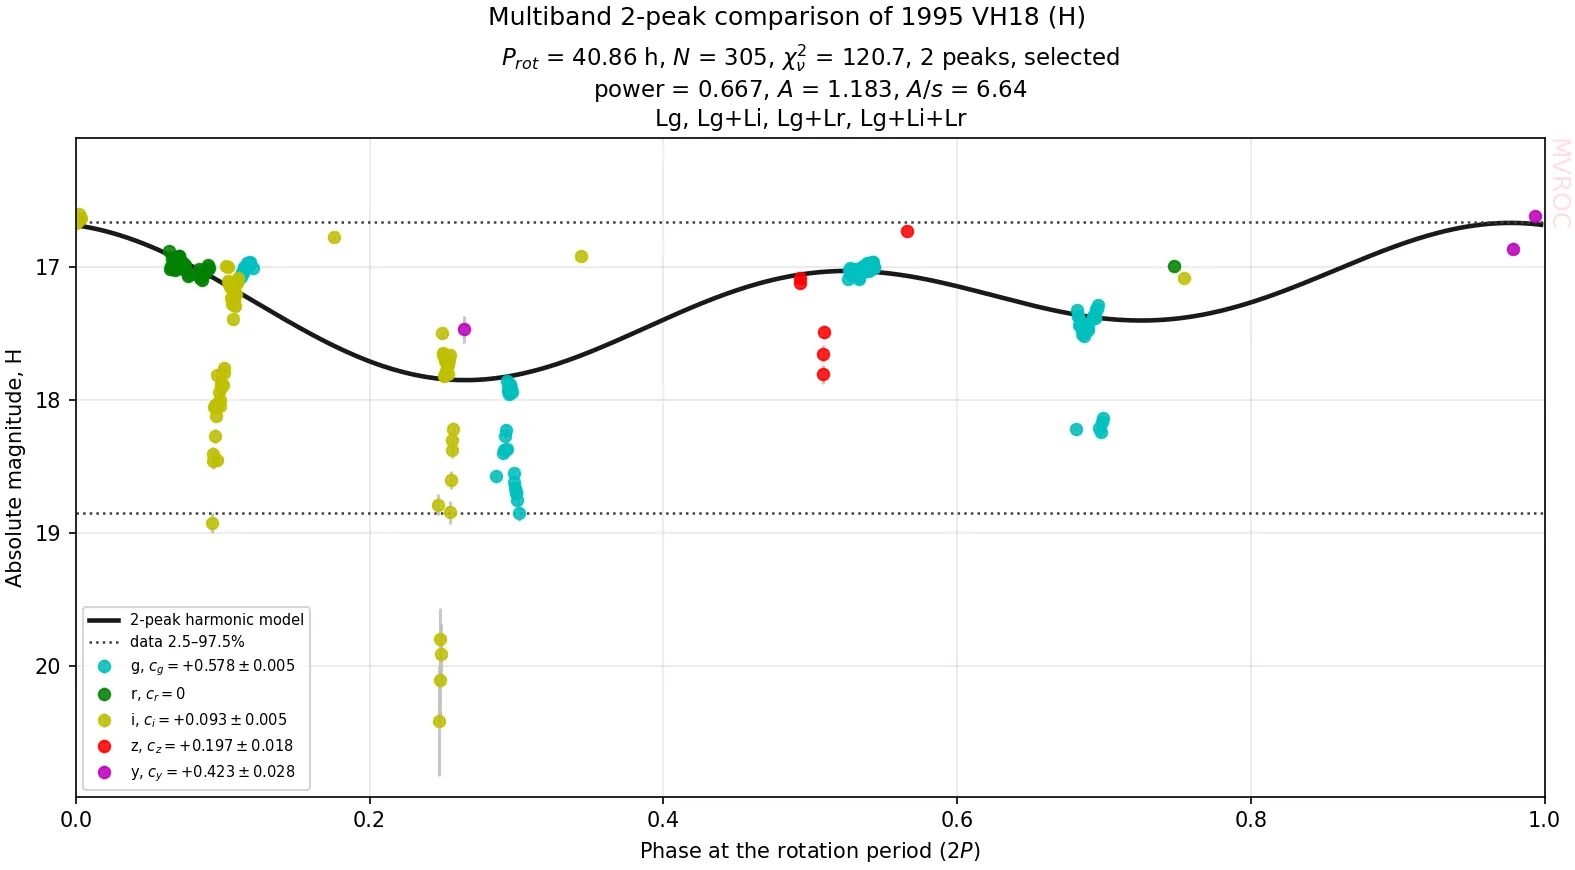 Multiband 2-peak comparison of 1995 VH18 (H)
P_rot = 40.86 h, N = 305, χ²_ν = 120.7, 2 peaks, selected
power = 0.667, A = 1.183, A/s = 6.64
Lg, Lg+Li, Lg+Lr, Lg+Li+Lr
MVROC
Absolute magnitude, H
17
18
19
20
2-peak harmonic model
data 2.5–97.5%
g, c_g = +0.578 ± 0.005
r, c_r = 0
i, c_i = +0.093 ± 0.005
z, c_z = +0.197 ± 0.018
y, c_y = +0.423 ± 0.028
0.0 0.2 0.4 0.6 0.8 1.0
Phase at the rotation period (2P)